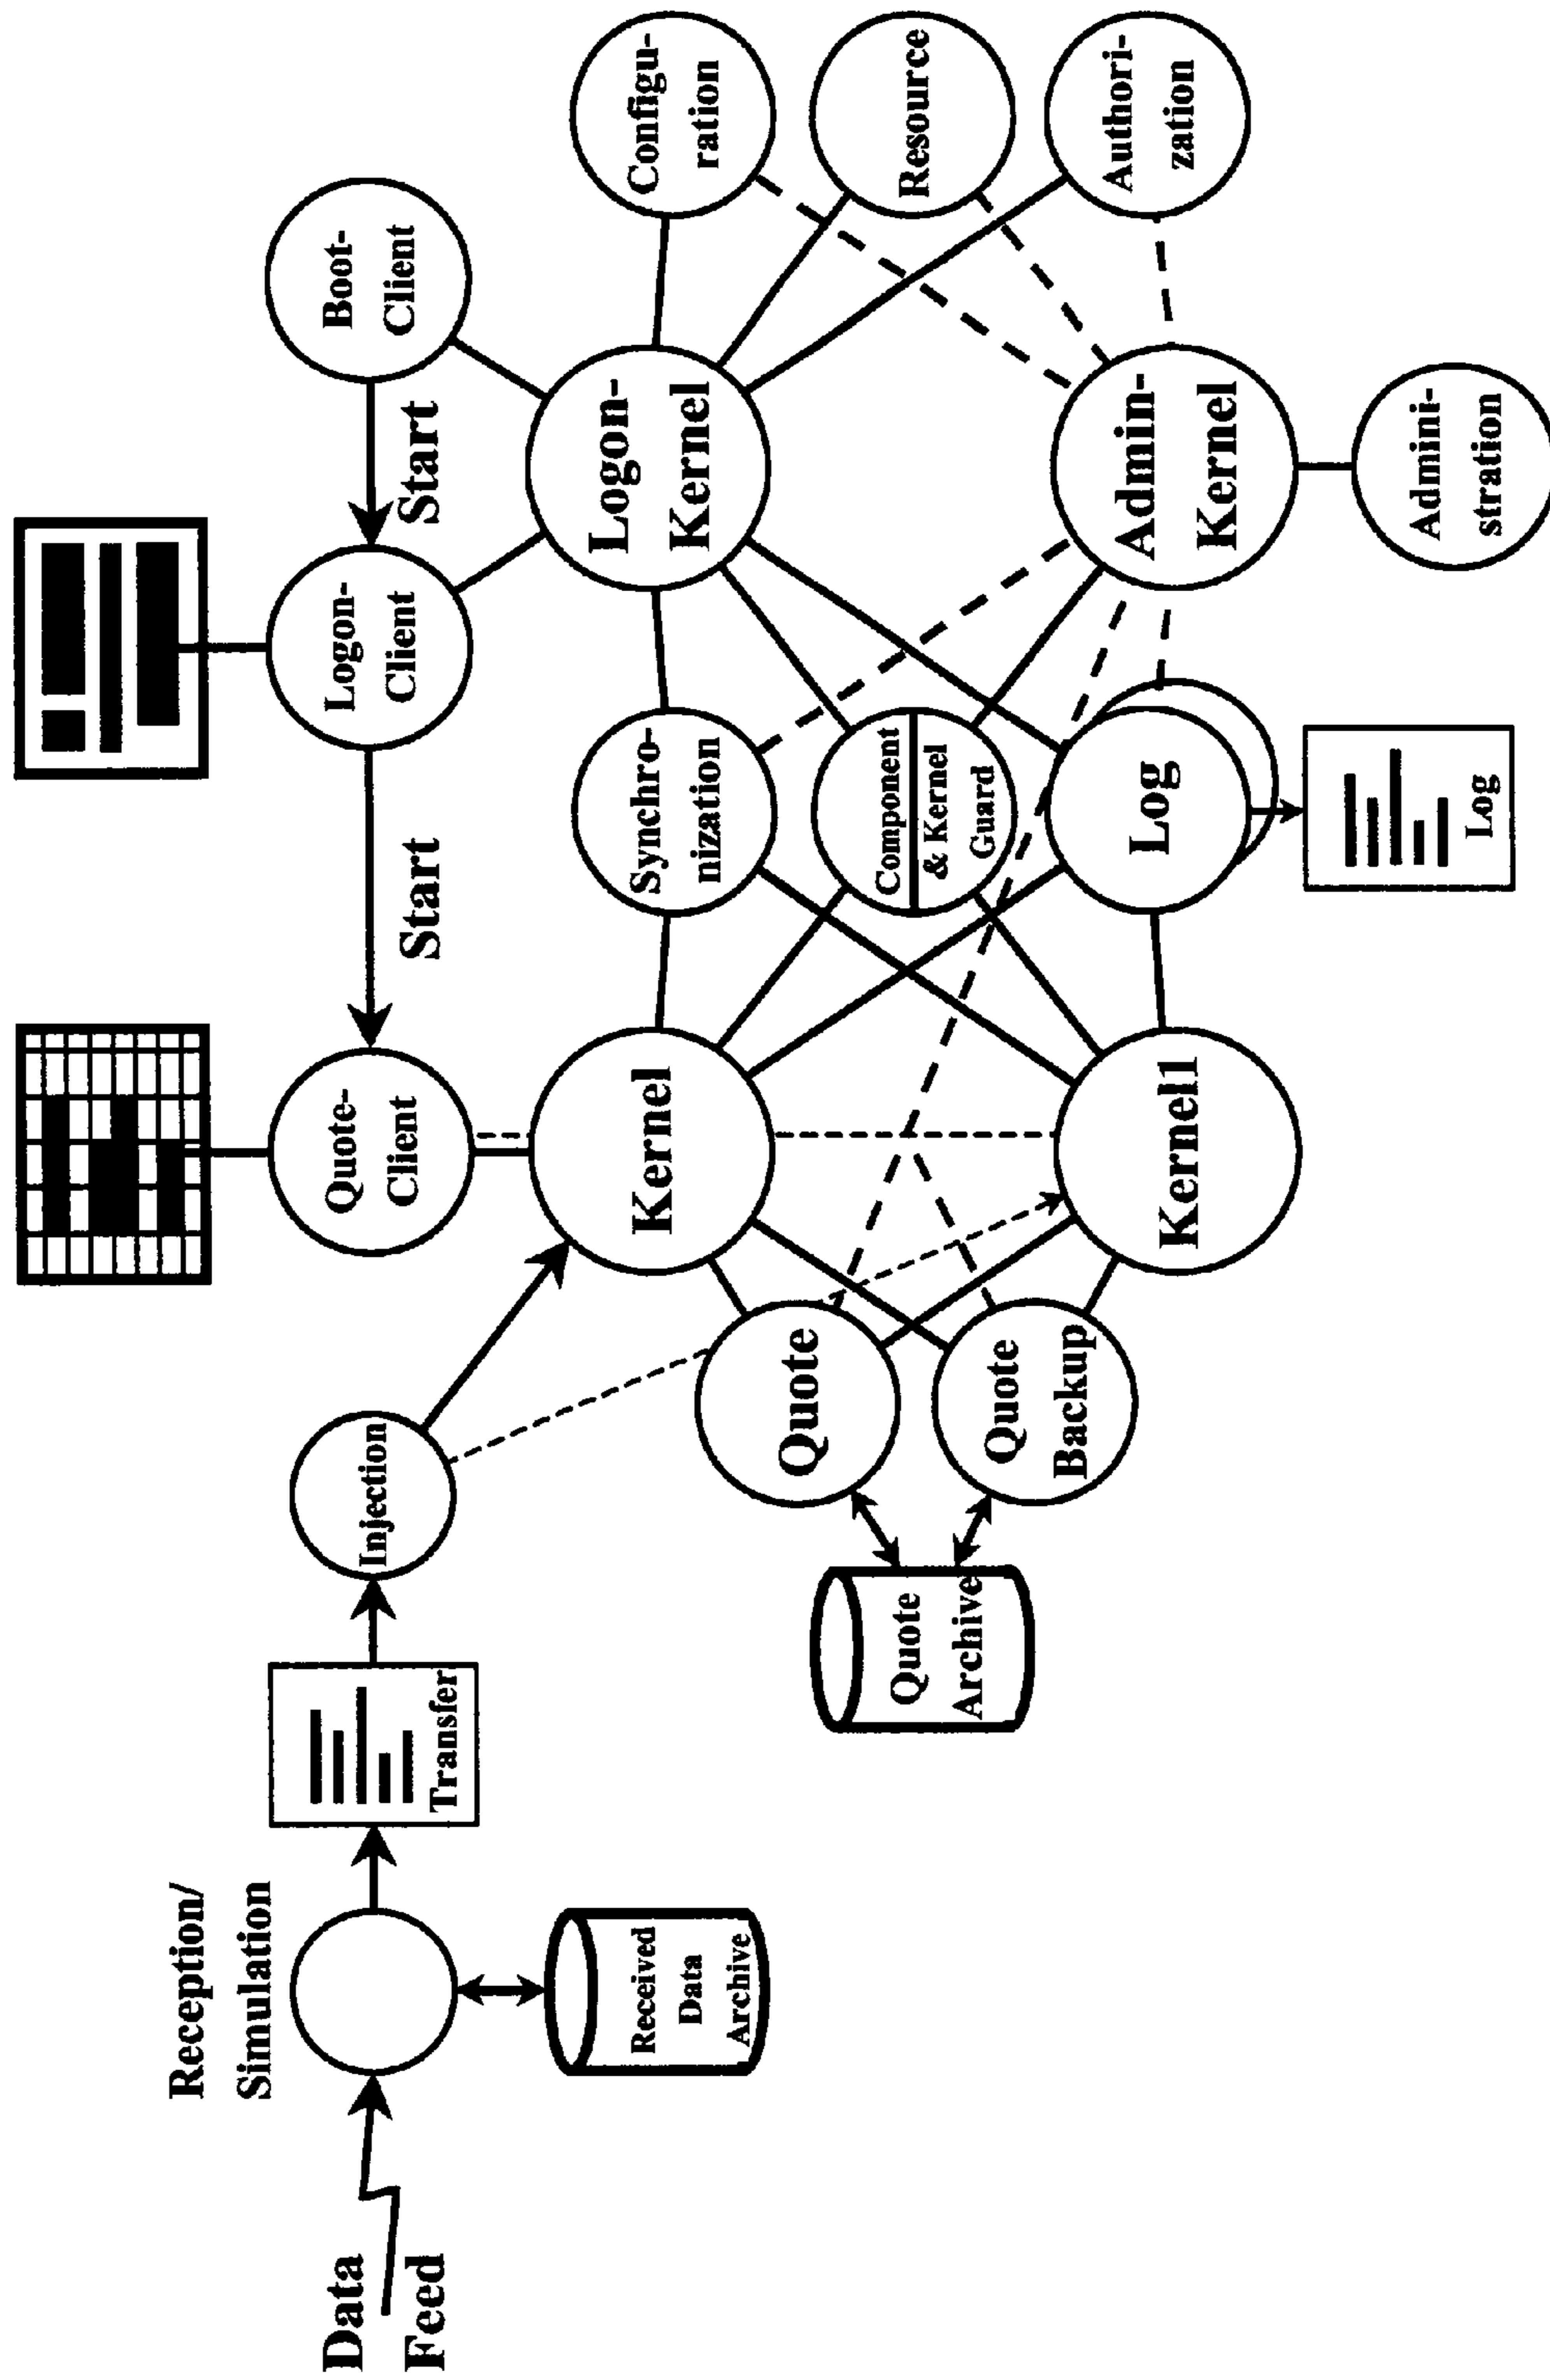 Data
Feed
Reception/
Simulation
Received
Data
Archive
Transfer
Injection
Quote-
Client
Start
Logon-
Client
Start
Boot-
Client
Quote
Archive
Quote
Quote
Backup
Kernel
Kernel1
Synchro-
nization
Component
& Kernel
Guard
Log
Log
Logon-
Kernel
Admin-
Kernel
Admini-
stration
Configu-
ration
Resource
Authori-
zation